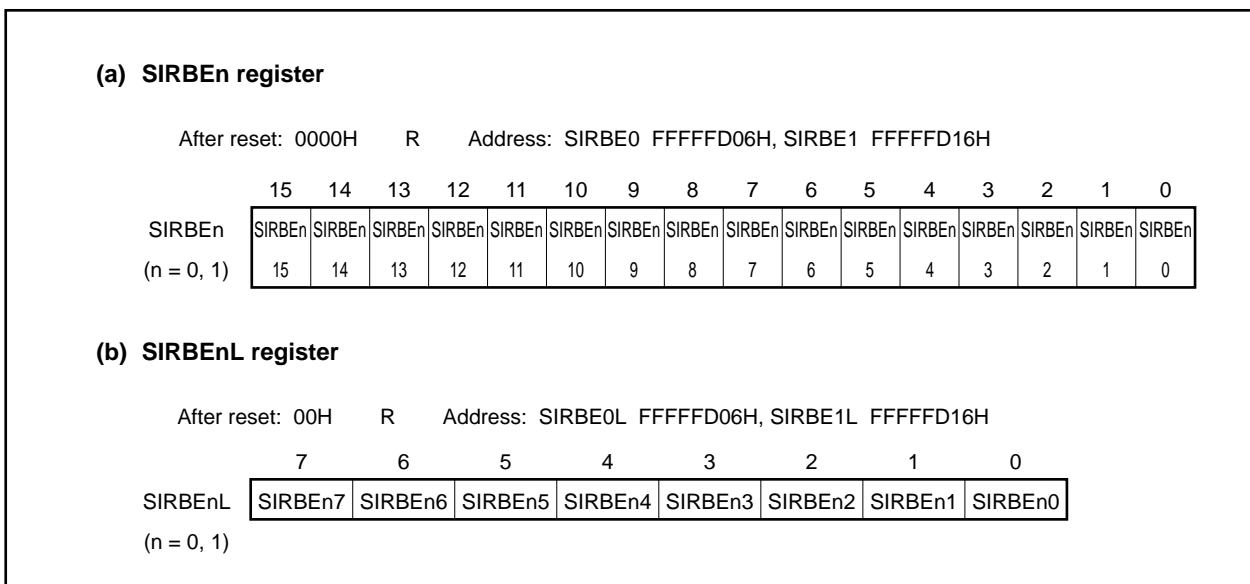 (a) SIRBEn register
After reset: 0000H R Address: SIRBE0 FFFFFD06H, SIRBE1 FFFFFD16H
15 14 13 12 11 10 9 8 7 6 5 4 3 2 1 0
SIRBEn SIRBEn SIRBEn SIRBEn SIRBEn SIRBEn SIRBEn SIRBEn SIRBEn SIRBEn SIRBEn SIRBEn SIRBEn SIRBEn SIRBEn SIRBEn SIRBEn
(n = 0, 1) 15 14 13 12 11 10 9 8 7 6 5 4 3 2 1 0
(b) SIRBEnL register
After reset: 00H R Address: SIRBE0L FFFFFD06H, SIRBE1L FFFFFD16H
7 6 5 4 3 2 1 0
SIRBEnL SIRBEn7 SIRBEn6 SIRBEn5 SIRBEn4 SIRBEn3 SIRBEn2 SIRBEn1 SIRBEn0
(n = 0, 1)